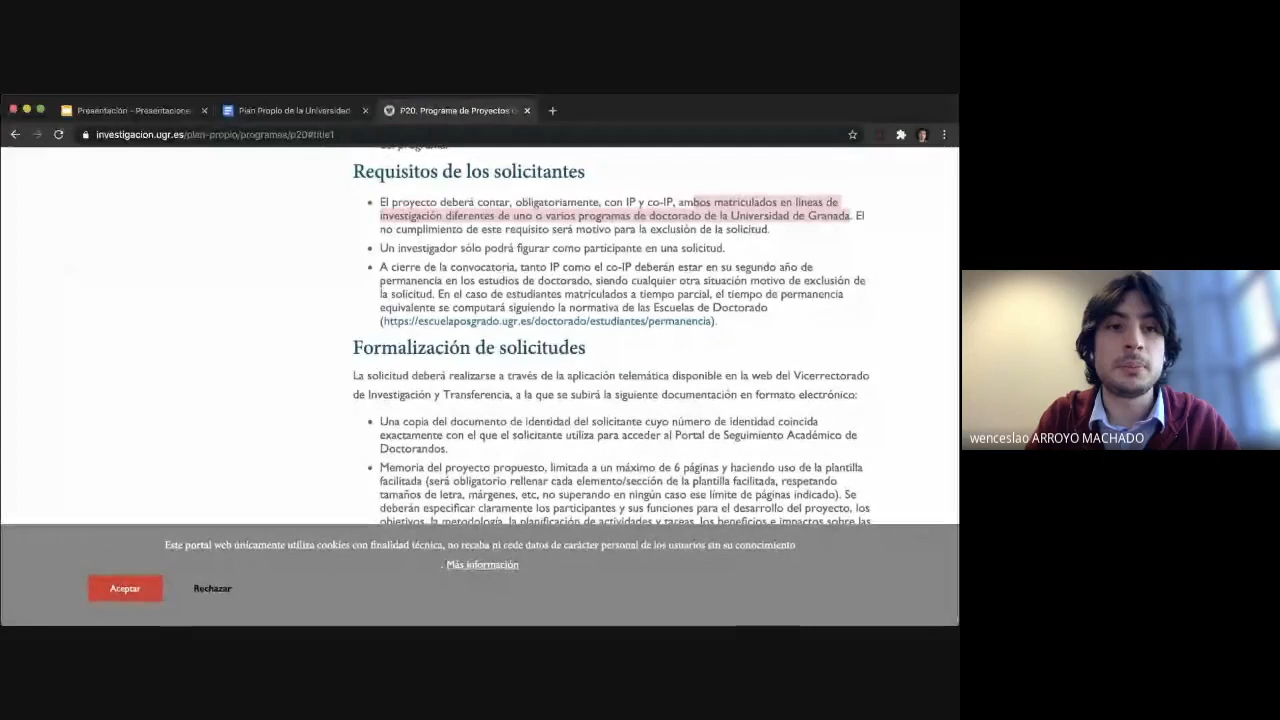 Presentación - Presentacione
Plan Propio de la Universidad
P20. Programa de Proyectos
investigacion.ugr.es/plan-propio/programas/p20#title1
Requisitos de los solicitantes
El proyecto deberá contar, obligatoriamente, con IP y co-IP, ambos matriculados en líneas de
investigación diferentes de uno o varios programas de doctorado de la Universidad de Granada. El
no cumplimiento de este requisito será motivo para la exclusión de la solicitud.
Un investigador sólo podrá figurar como participante en una solicitud.
A cierre de la convocatoria, tanto IP como el co-IP deberán estar en su segundo año de
permanencia en los estudios de doctorado, siendo cualquier otra situación motivo de exclusión de
la solicitud. En el caso de estudiantes matriculados a tiempo parcial, el tiempo de permanencia
equivalente se computará siguiendo la normativa de las Escuelas de Doctorado
(https://escuelaposgrado.ugr.es/doctorado/estudiantes/permanencia).
Formalización de solicitudes
La solicitud deberá realizarse a través de la aplicación telemática disponible en la web del Vicerrectorado
de Investigación y Transferencia, a la que se subirá la siguiente documentación en formato electrónico:
Una copia del documento de identidad del solicitante cuyo número de identidad coincida
exactamente con el que el solicitante utiliza para acceder al Portal de Seguimiento Académico de
Doctorandos.
Memoria del proyecto propuesto, limitada a un máximo de 6 páginas y haciendo uso de la plantilla
facilitada (será obligatorio rellenar cada elemento/sección de la plantilla facilitada, respetando
tamaños de letra, márgenes, etc, no superando en ningún caso ese límite de páginas indicado). Se
deberán especificar claramente los participantes y sus funciones para el desarrollo del proyecto, los
objetivos, la metodología, la planificación de actividades y tareas, los beneficios e impactos sobre las
Este portal web únicamente utiliza cookies con finalidad técnica, no recaba ni cede datos de carácter personal de los usuarios sin su conocimiento
. Más información
Aceptar
Rechazar
wenceslao ARROYO MACHADO